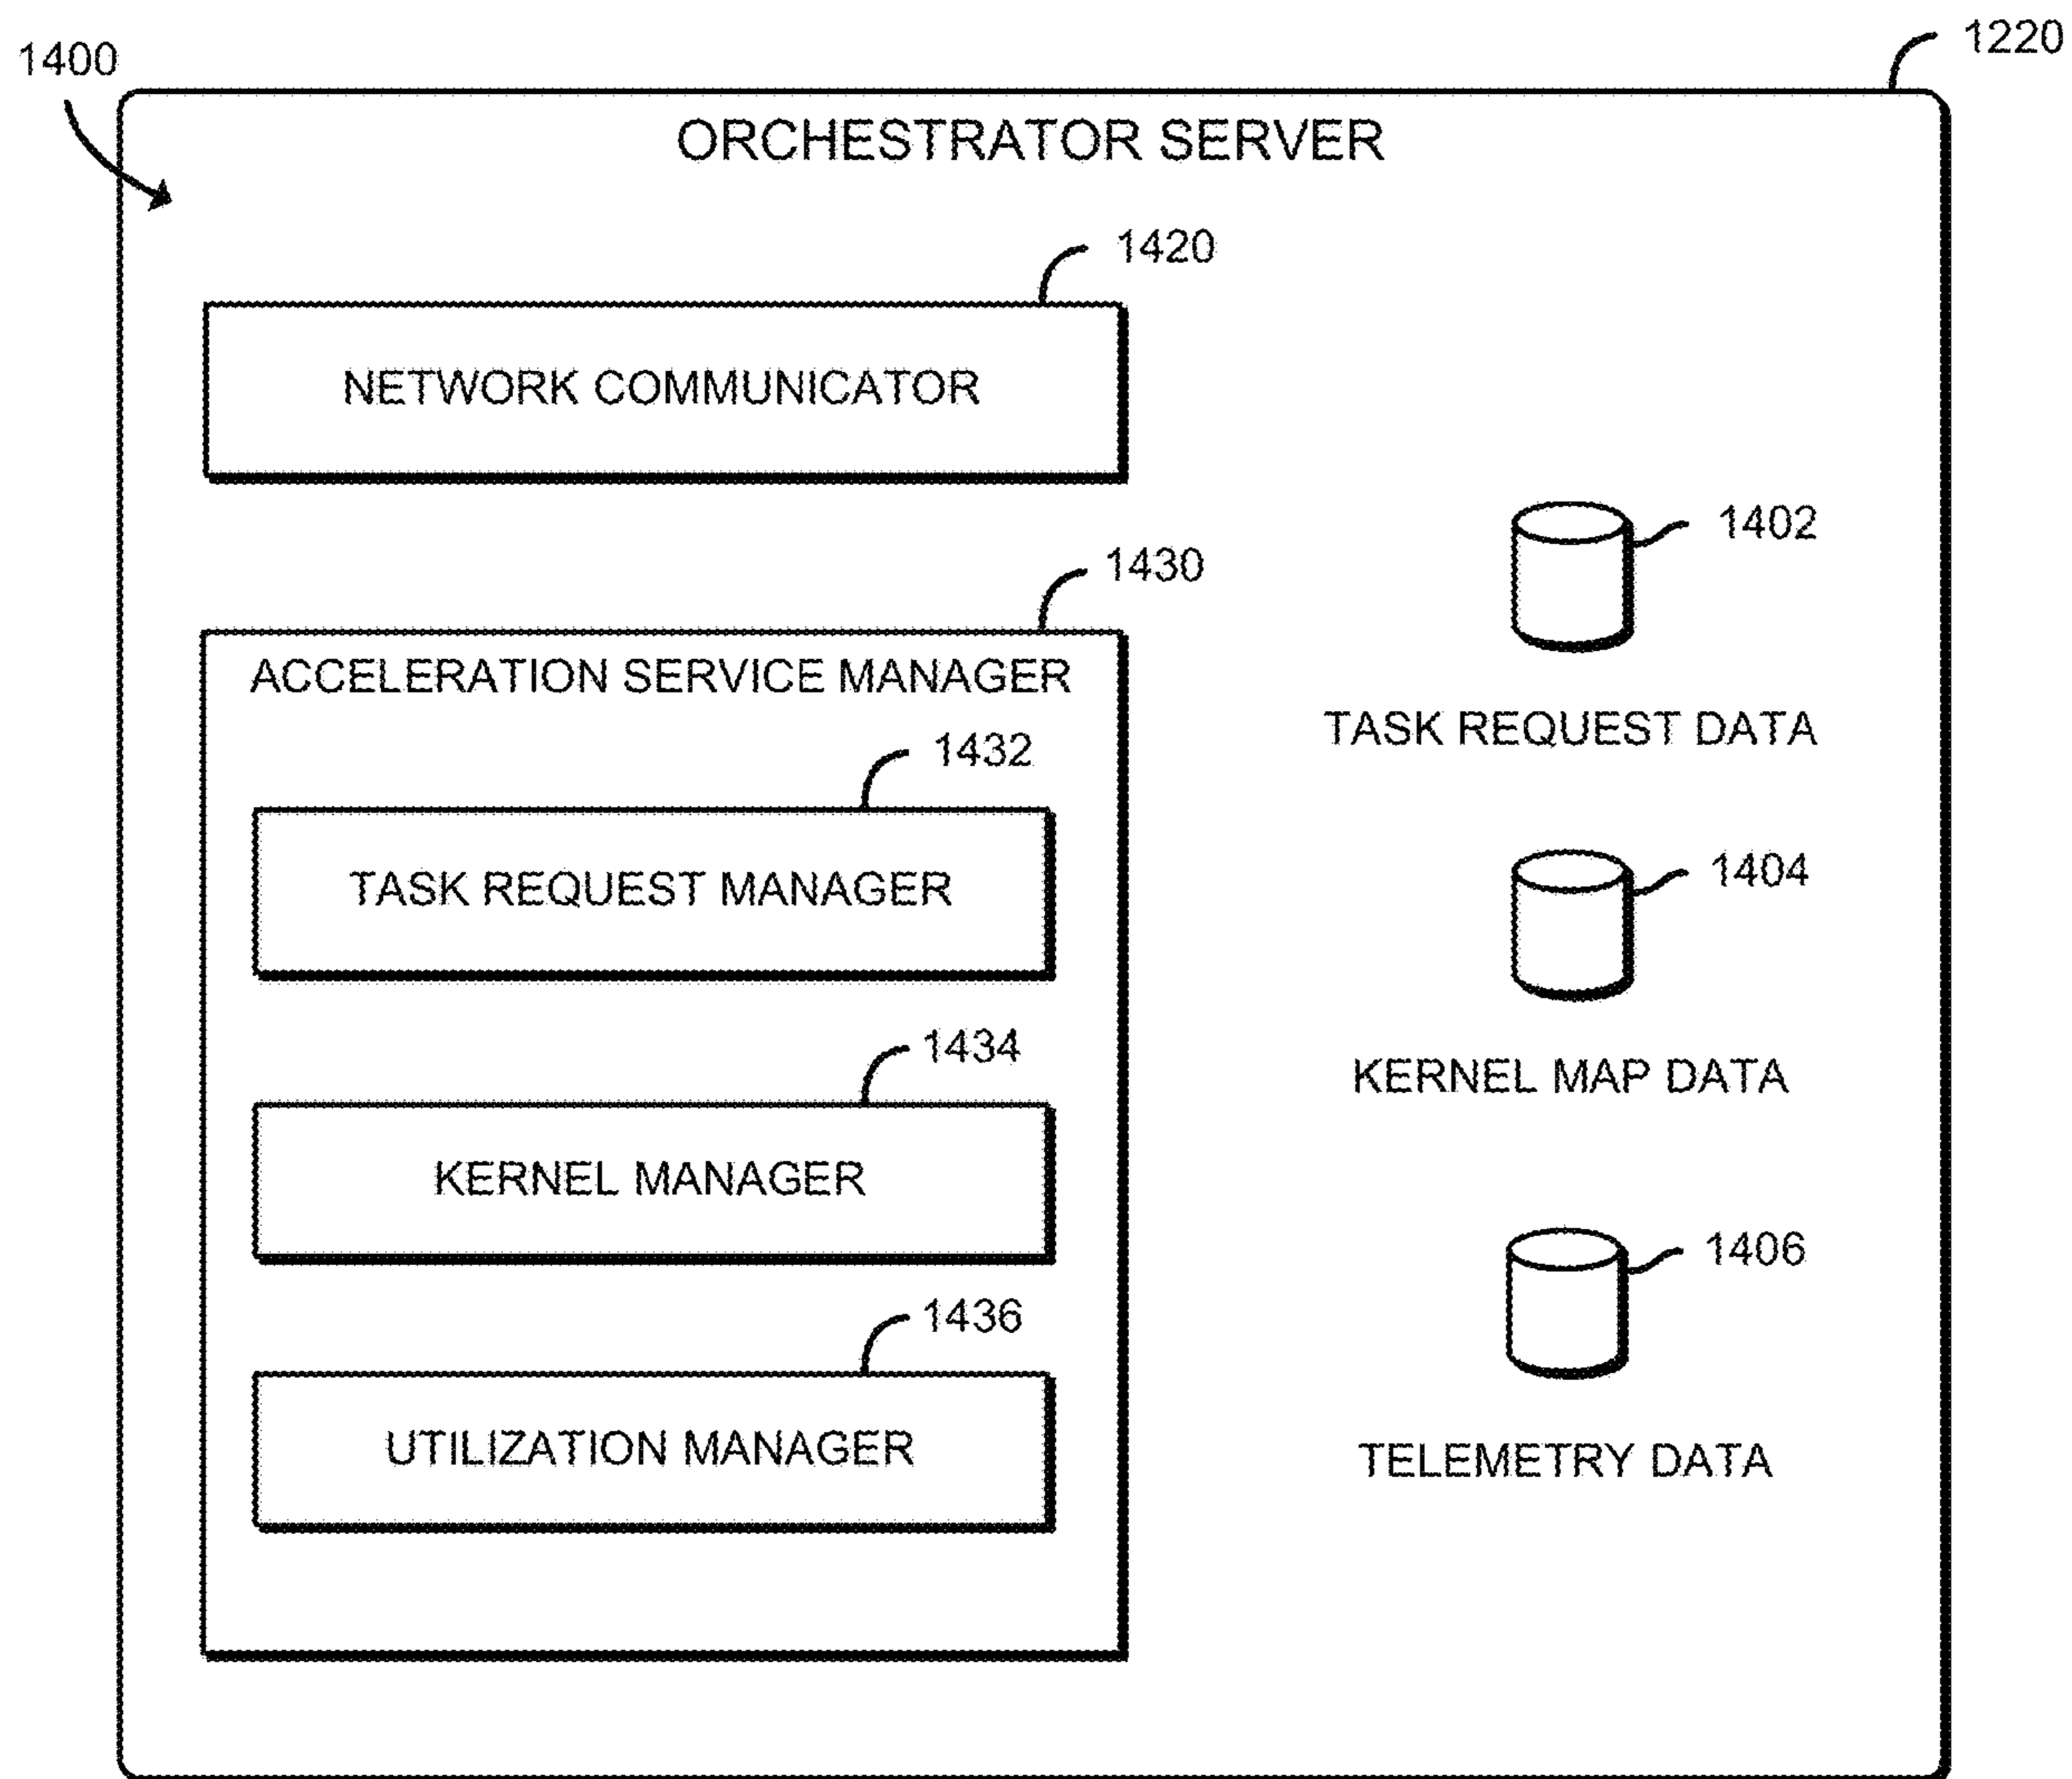 1220
1400
ORCHESTRATOR SERVER
1420
NETWORK COMMUNICATOR
1430
ACCELERATION SERVICE MANAGER
1432
TASK REQUEST MANAGER
1434
KERNEL MANAGER
1436
UTILIZATION MANAGER
1402
TASK REQUEST DATA
1404
KERNEL MAP DATA
1406
TELEMETRY DATA